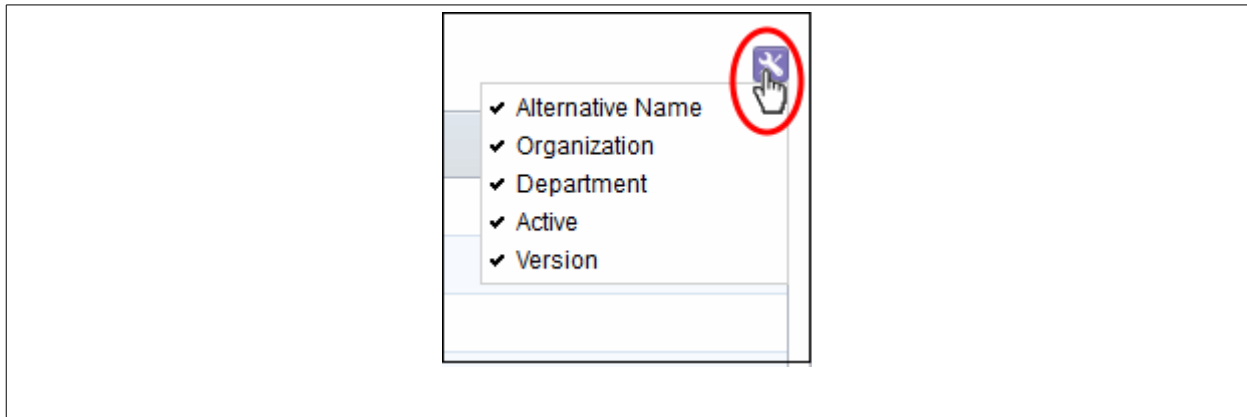 Alternative Name
Organization
Department
Active
Version